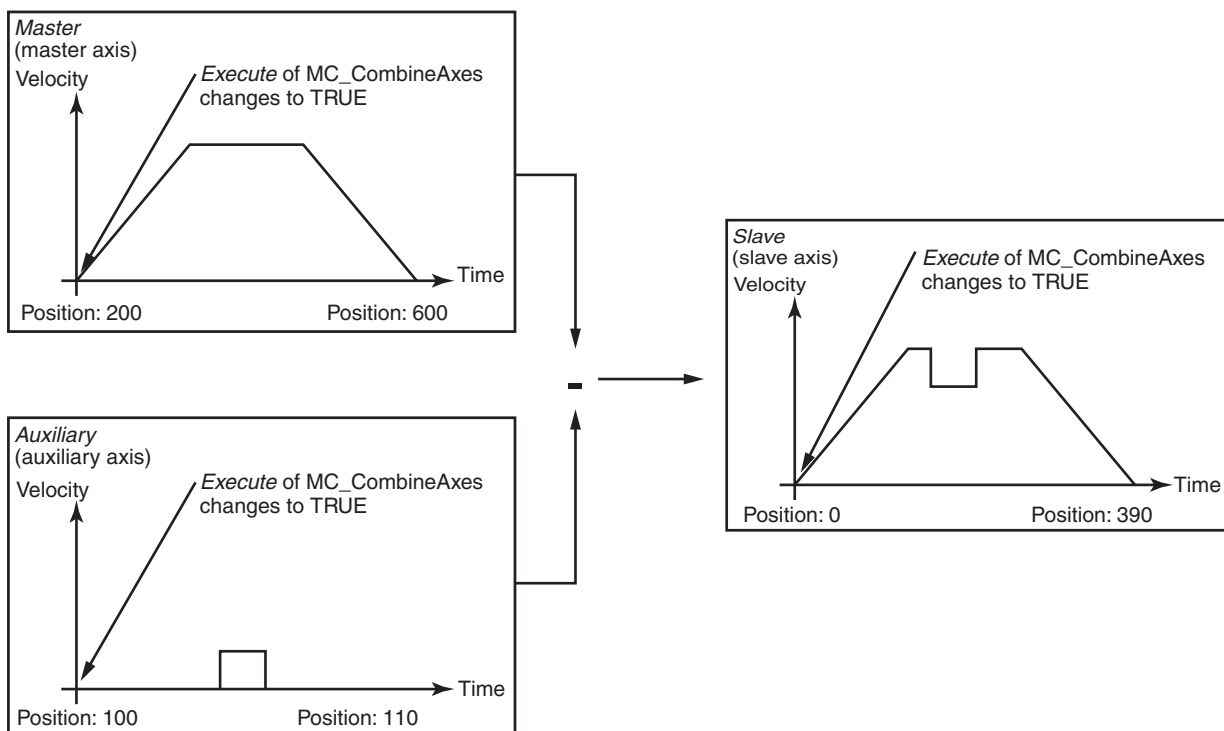 Master
(master axis)
Velocity
Execute of MC_CombineAxes
changes to TRUE
Time
Position: 200
Position: 600
-
Auxiliary
(auxiliary axis)
Velocity
Execute of MC_CombineAxes
changes to TRUE
Time
Position: 100
Position: 110
Slave
(slave axis)
Velocity
Execute of MC_CombineAxes
changes to TRUE
Time
Position: 0
Position: 390